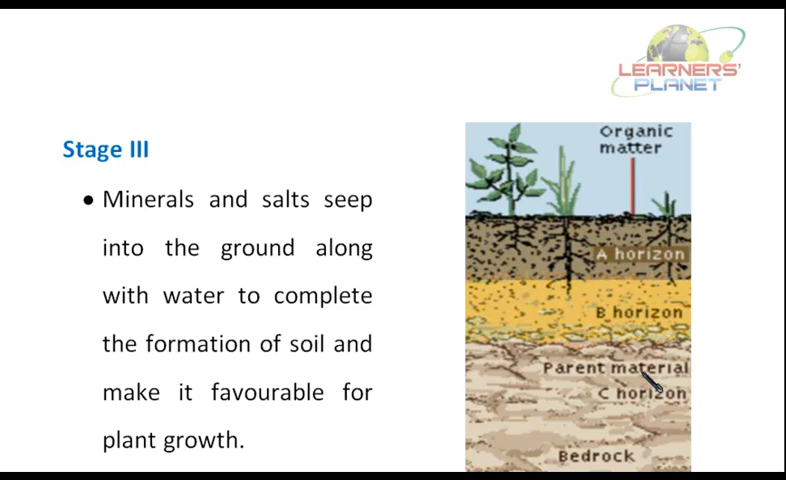 LEARNERS'
PLANET
Stage III
• Minerals and salts seep
into the ground along
with water to complete
the formation of soil and
make it favourable for
plant growth.
Organic
matter
A horizon
B horizon
Parent material
C horizon
Bedrock